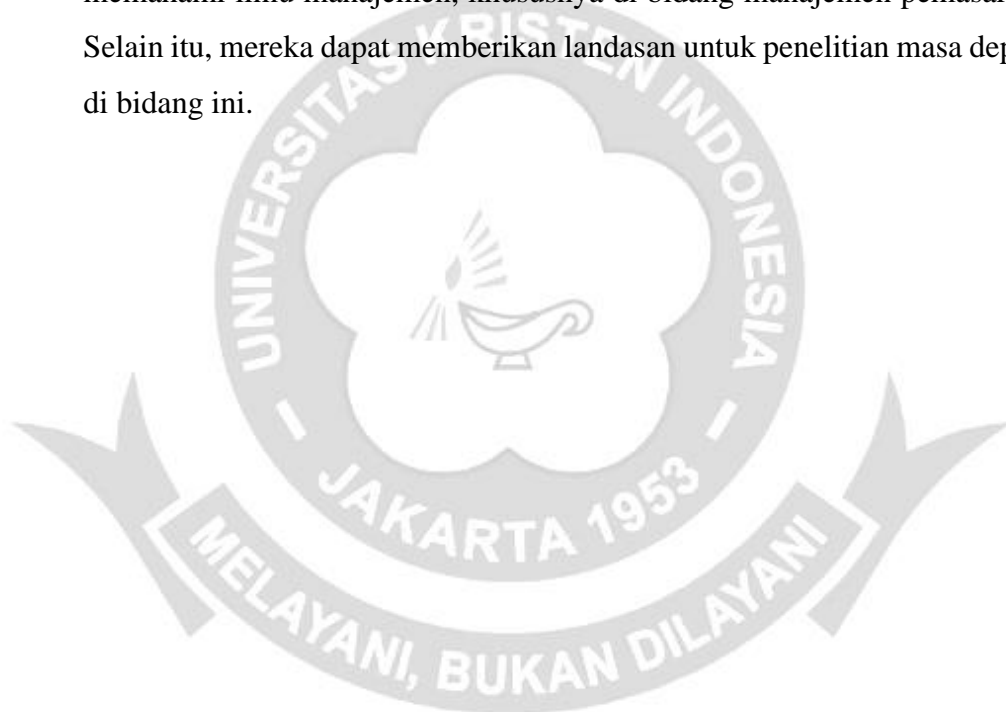 Selain itu, mereka dapat memberikan landasan untuk penelitian masa
di bidang ini.
UNIVERSITAS KRISTEN INDONESIA
- JAKARTA 1953 -
MELAYANI, BUKAN DILAYANI